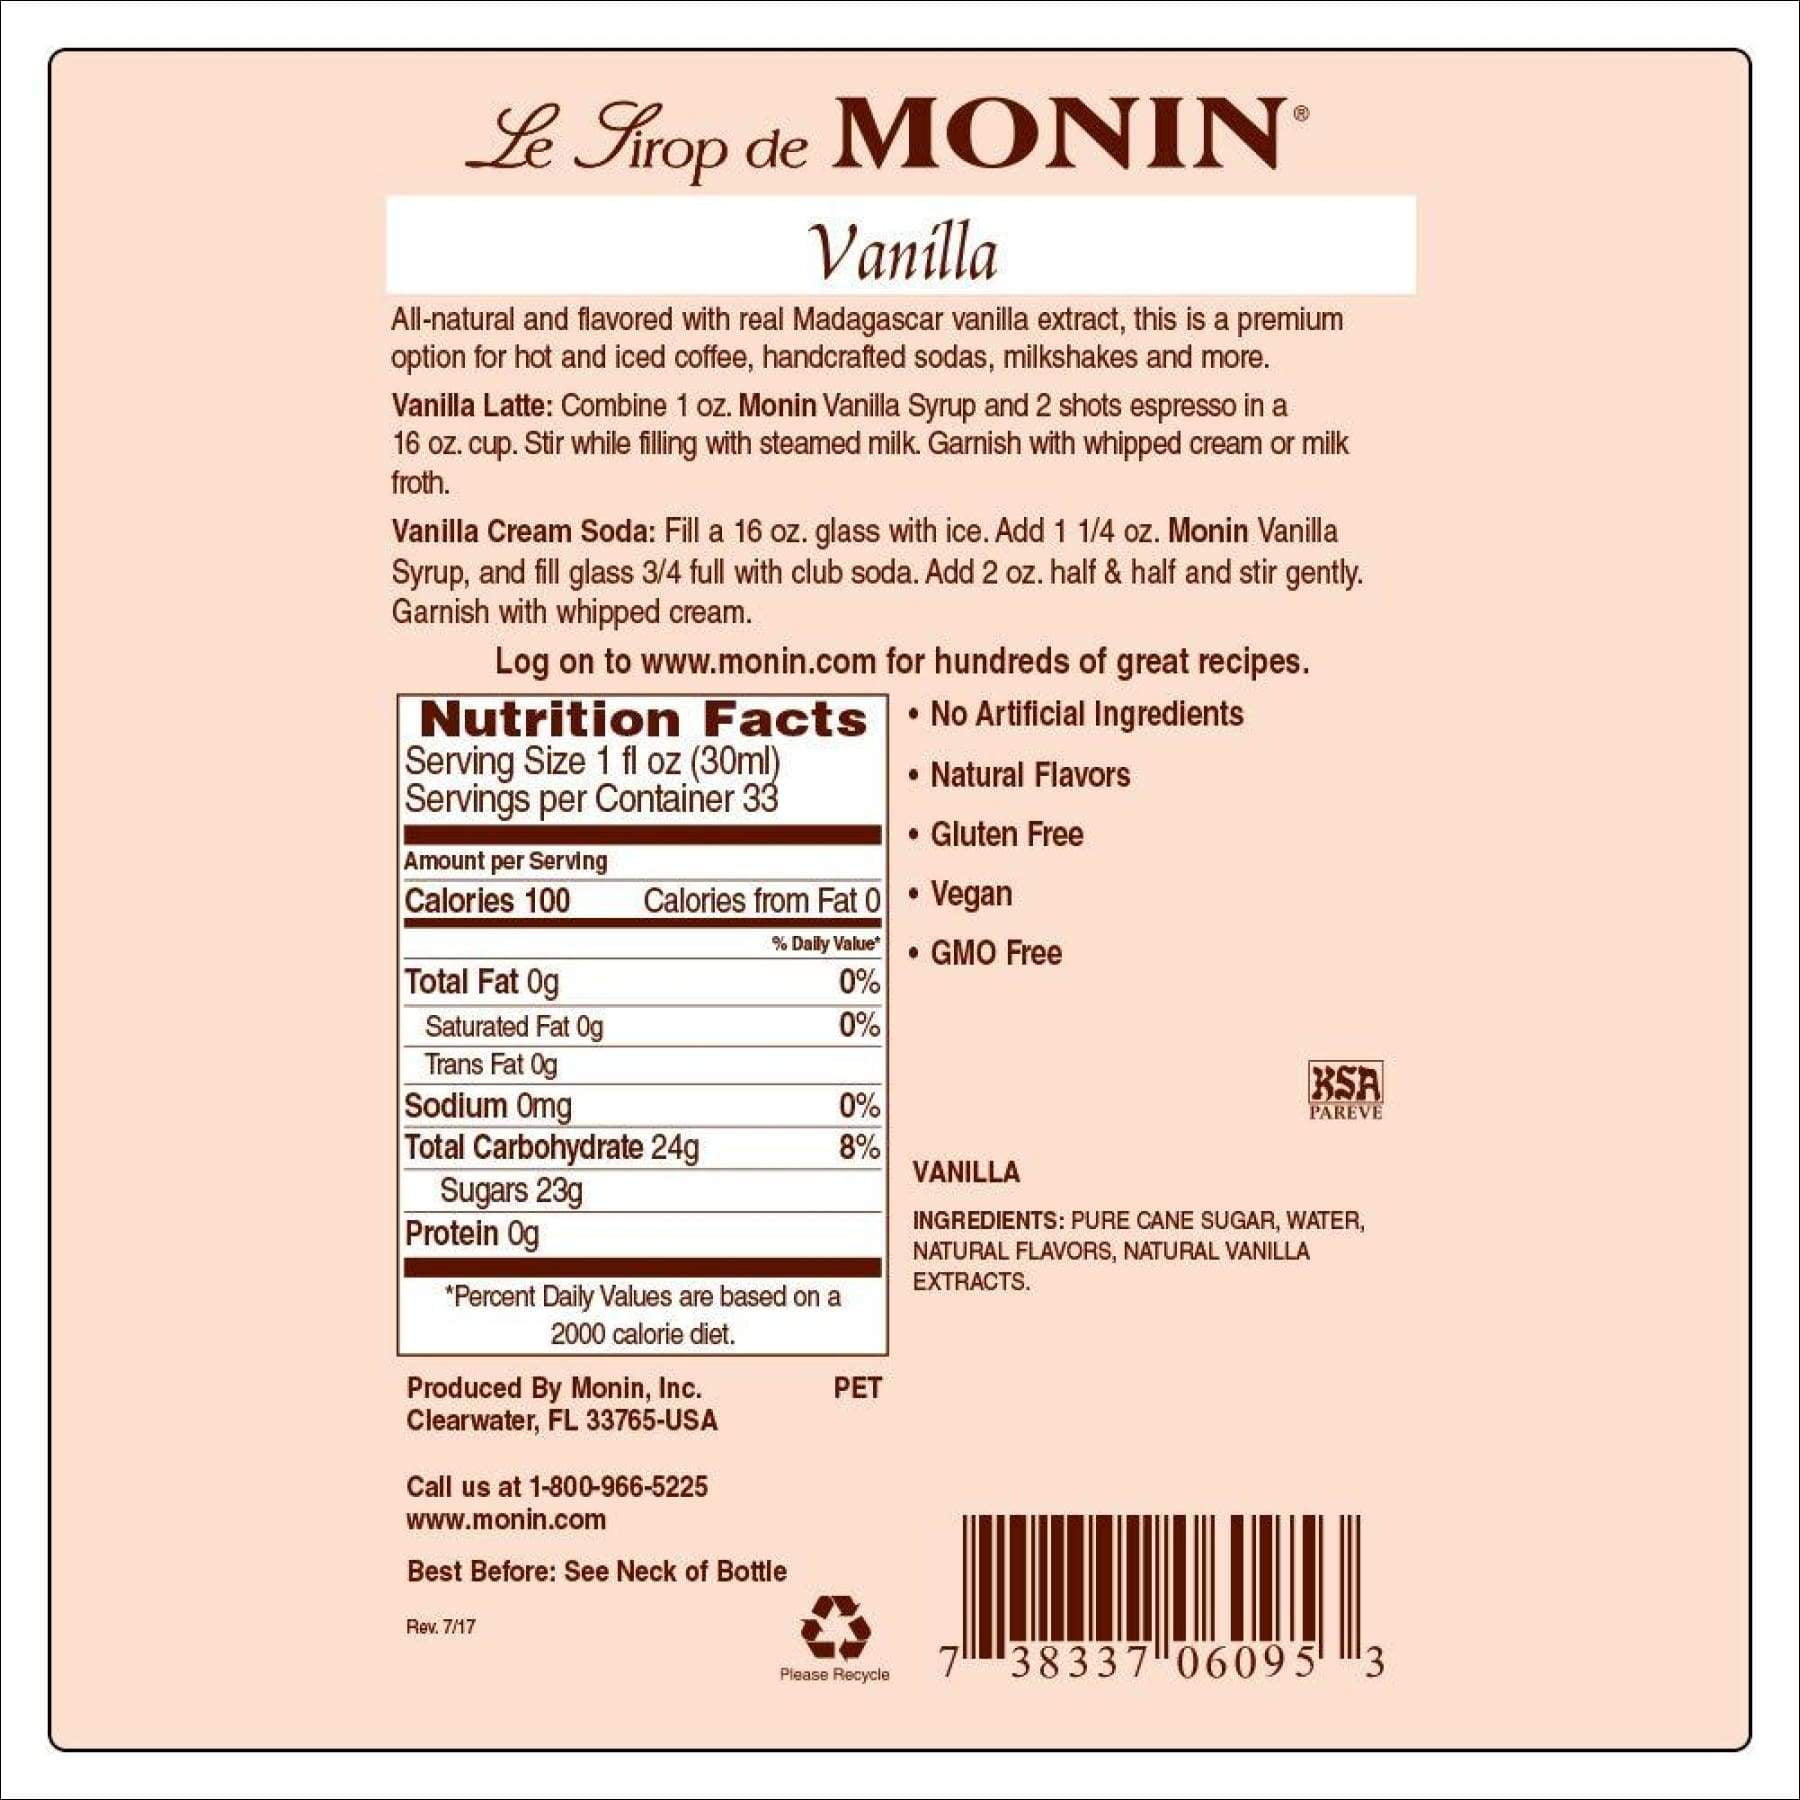 Le Sirop de MONIN®
Vanilla
All-natural and flavored with real Madagascar vanilla extract, this is a premium
option for hot and iced coffee, handcrafted sodas, milkshakes and more.
Vanilla Latte: Combine 1 oz. Monin Vanilla Syrup and 2 shots espresso in a
16 oz. cup. Stir while filling with steamed milk. Garnish with whipped cream or milk
froth.
Vanilla Cream Soda: Fill a 16 oz. glass with ice. Add 1 1/4 oz. Monin Vanilla
Syrup, and fill glass 3/4 full with club soda. Add 2 oz. half & half and stir gently.
Garnish with whipped cream.
Log on to www.monin.com for hundreds of great recipes.
Nutrition Facts
Serving Size 1 fl oz (30ml)
Servings per Container 33
Amount per Serving
Calories 100 Calories from Fat 0
% Daily Value*
Total Fat 0g 0%
Saturated Fat 0g 0%
Trans Fat 0g
Sodium 0mg 0%
Total Carbohydrate 24g 8%
Sugars 23g
Protein 0g
*Percent Daily Values are based on a
2000 calorie diet.
• No Artificial Ingredients
• Natural Flavors
• Gluten Free
• Vegan
• GMO Free
KSA
PAREVE
VANILLA
INGREDIENTS: PURE CANE SUGAR, WATER,
NATURAL FLAVORS, NATURAL VANILLA
EXTRACTS.
Produced By Monin, Inc. PET
Clearwater, FL 33765-USA
Call us at 1-800-966-5225
www.monin.com
Best Before: See Neck of Bottle
Rev. 7/17
Please Recycle
7 38337 06095 3